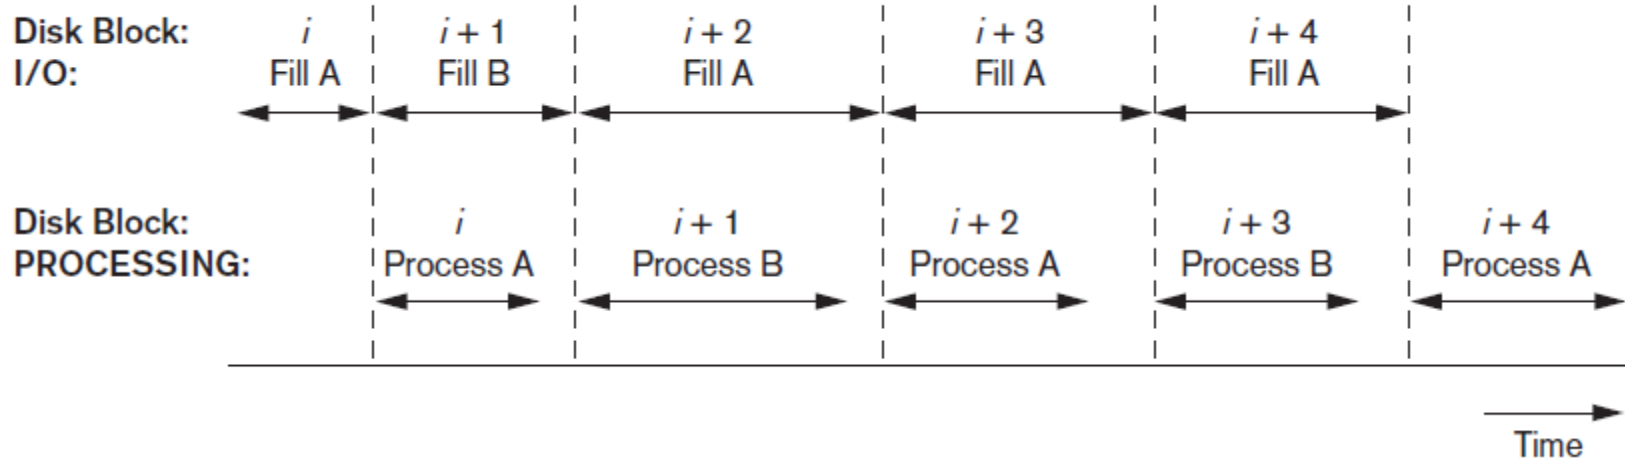 Disk Block: i i + 1 i + 2 i + 3 i + 4
I/O: Fill A Fill B Fill A Fill A Fill A
Disk Block: i i + 1 i + 2 i + 3 i + 4
PROCESSING: Process A Process B Process A Process B Process A
Time